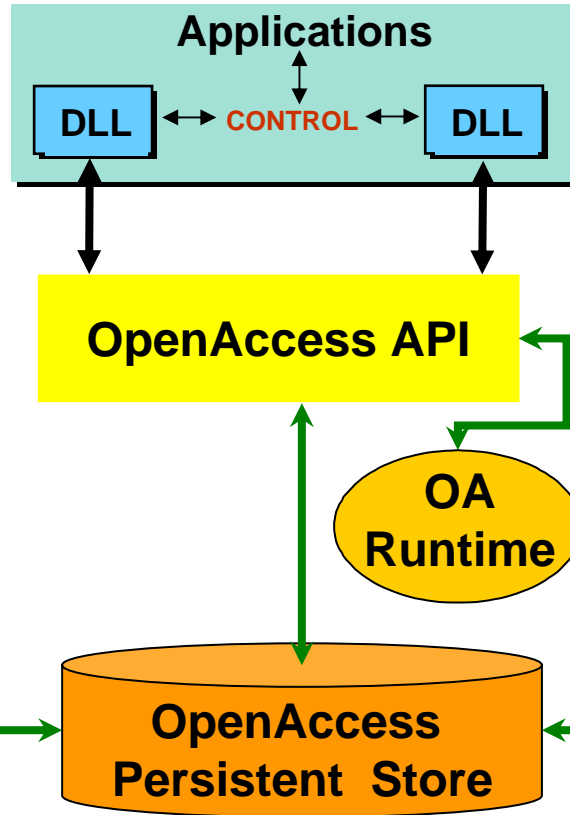 Applications
DLL
CONTROL
DLL
OpenAccess API
OA
Runtime
OpenAccess
Persistent Store